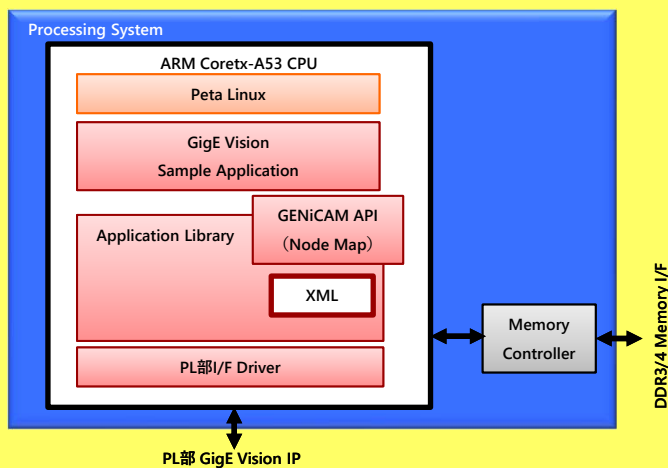 Processing System
ARM Coretx-A53 CPU
Peta Linux
GigE Vision
Sample Application
GENiCAM API
（Node Map）
Application Library
XML
PL部I/F Driver
Memory
Controller
DDR3/4 Memory I/F
PL部 GigE Vision IP